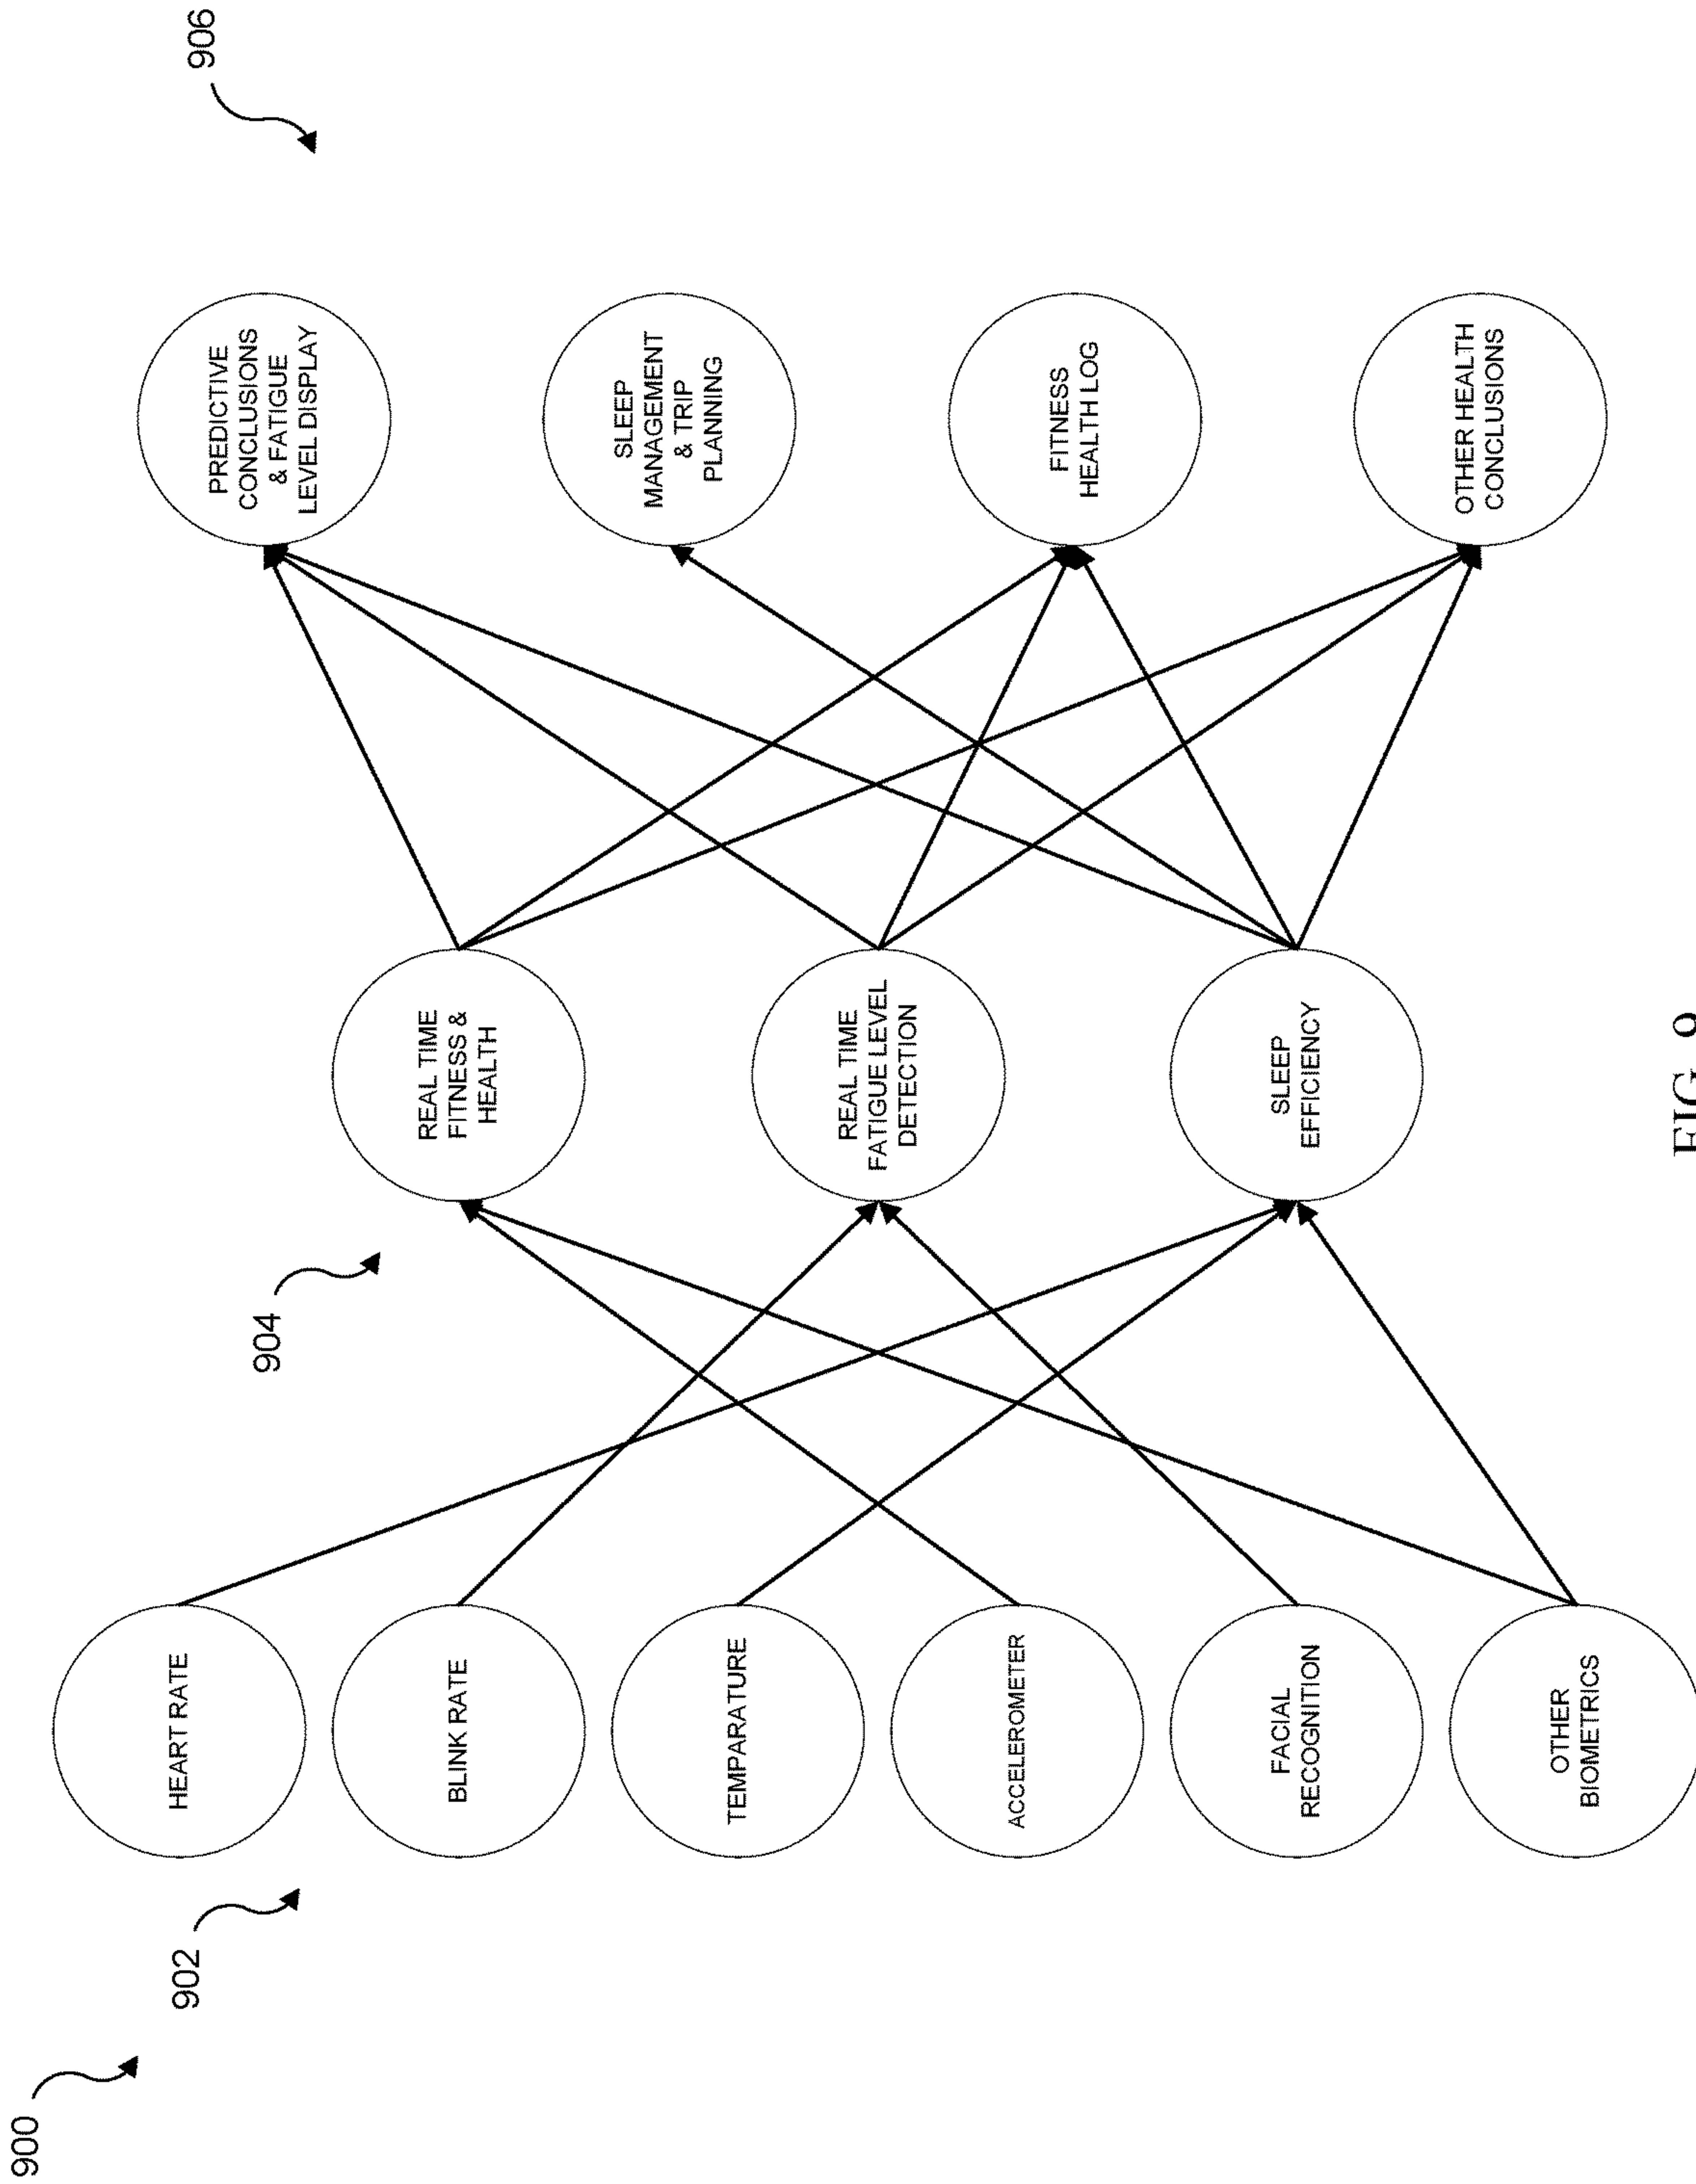 900
902
904
906
HEART RATE
BLINK RATE
TEMPARATURE
ACCELEROMETER
FACIAL
RECOGNITION
OTHER
BIOMETRICS
REAL TIME
FITNESS &
HEALTH
REAL TIME
FATIGUE LEVEL
DETECTION
SLEEP
EFFICIENCY
PREDICTIVE
CONCLUSIONS
& FATIGUE
LEVEL DISPLAY
SLEEP
MANAGEMENT
& TRIP
PLANNING
FITNESS
HEALTH LOG
OTHER HEALTH
CONCLUSIONS
FIG. 9